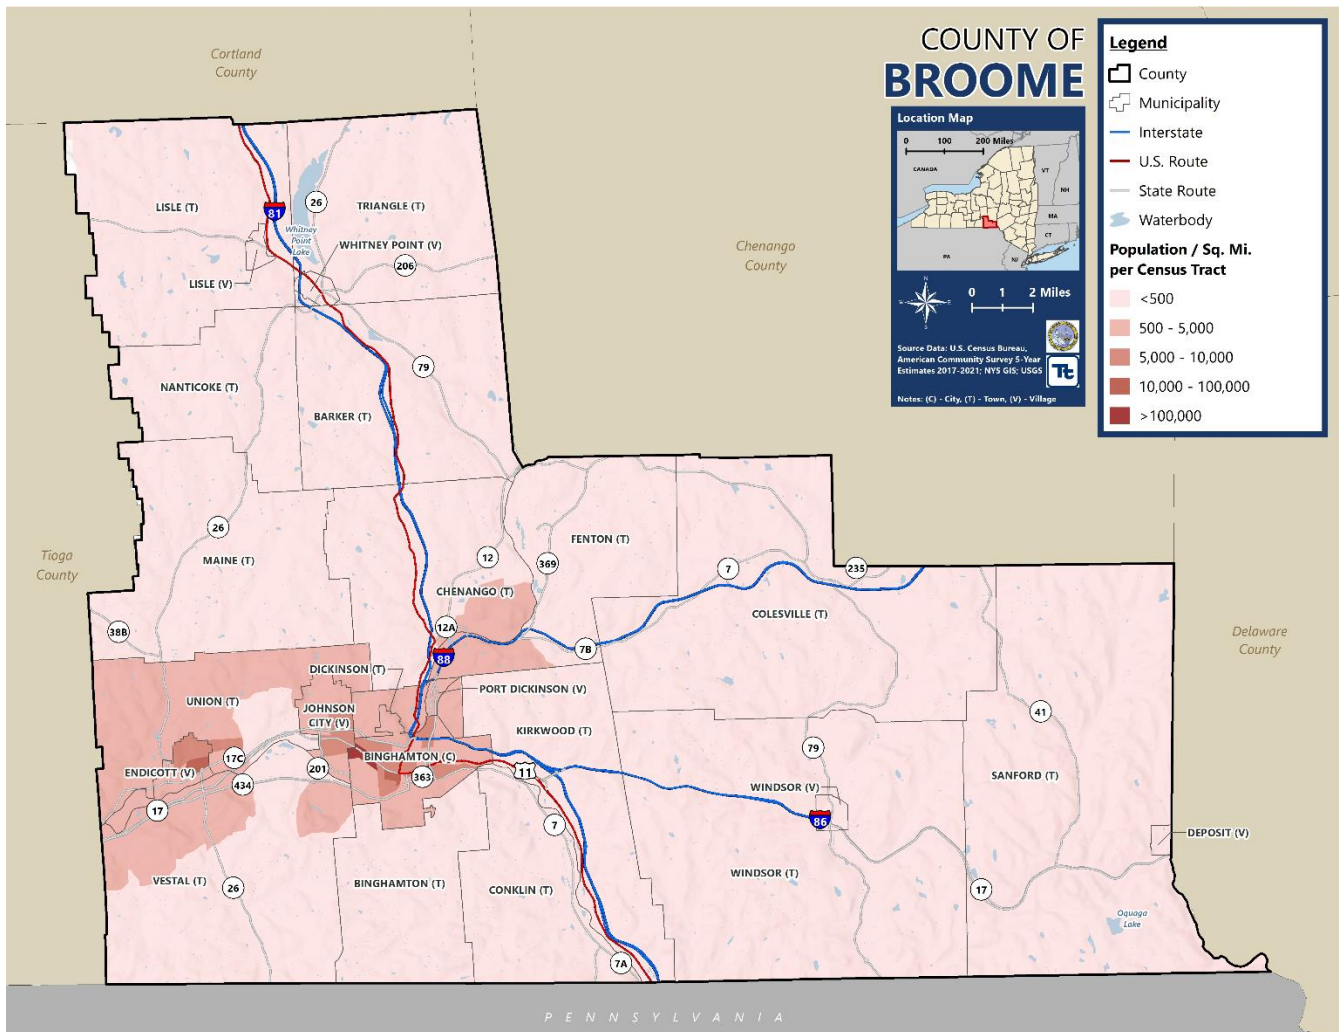 COUNTY OF
BROOME
Location Map
0 100 200 Miles
CANADA
VT
NH
MA
CT
PA
NJ
N
0 1 2 Miles
Source Data: U.S. Census Bureau,
American Community Survey 5-Year
Estimates 2017-2021; NYS GIS; USGS
Tt
Notes: (C) - City, (T) - Town, (V) - Village
Legend
County
Municipality
Interstate
U.S. Route
State Route
Waterbody
Population / Sq. Mi.
per Census Tract
<500
500 - 5,000
5,000 - 10,000
10,000 - 100,000
>100,000
Cortland
County
Chenango
County
Tioga
County
Delaware
County
LISLE (T)
81
26
TRIANGLE (T)
Whitney
Point
Lake
WHITNEY POINT (V)
206
LISLE (V)
79
NANTICOKE (T)
BARKER (T)
26
MAINE (T)
12
369
FENTON (T)
7
235
CHENANGO (T)
COLESVILLE (T)
38B
12A
88
7B
DICKINSON (T)
PORT DICKINSON (V)
UNION (T)
JOHNSON
CITY (V)
KIRKWOOD (T)
41
79
17C
BINGHAMTON (C)
ENDICOTT (V)
201
363
11
SANFORD (T)
434
WINDSOR (V)
17
7
86
DEPOSIT (V)
VESTAL (T)
26
BINGHAMTON (T)
CONKLIN (T)
WINDSOR (T)
17
Oquaga
Lake
7A
PENNSYLVANIA